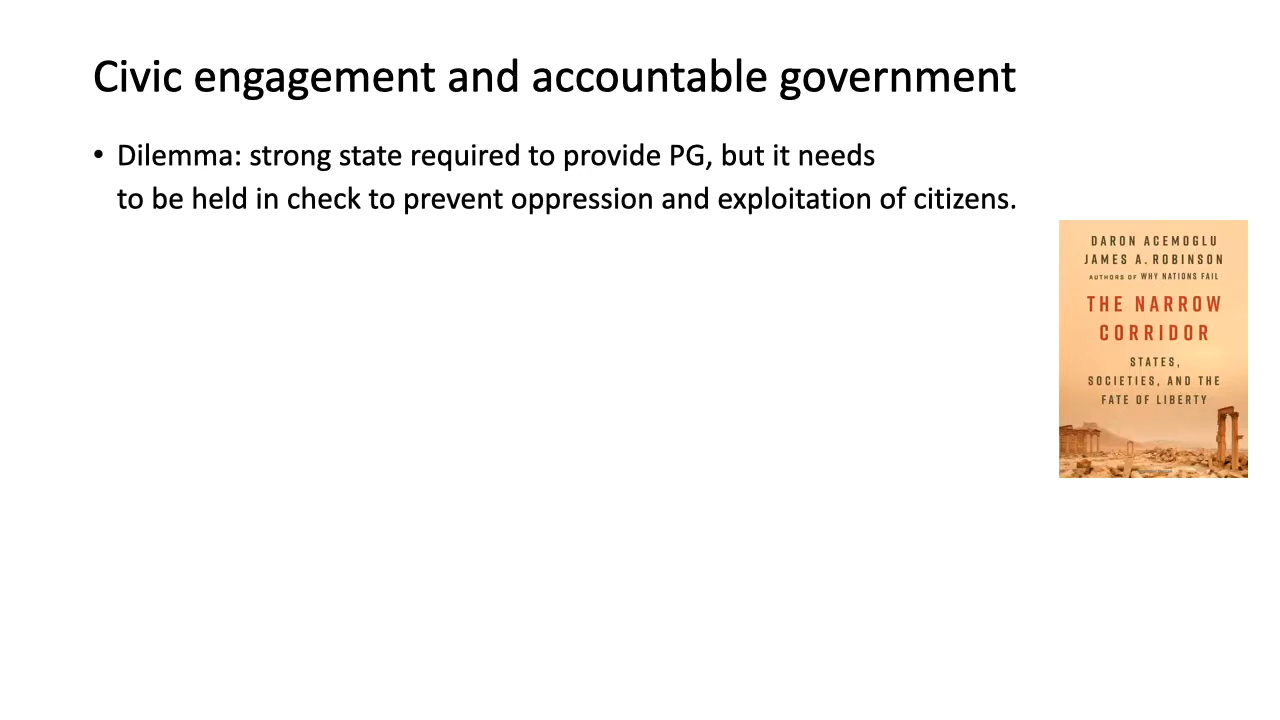 Civic engagement and accountable government
• Dilemma: strong state required to provide PG, but it needs
to be held in check to prevent oppression and exploitation of citizens.
DARON ACEMOGLU
JAMES A. ROBINSON
AUTHORS OF WHY NATIONS FAIL
THE NARROW
CORRIDOR
STATES,
SOCIETIES, AND THE
FATE OF LIBERTY